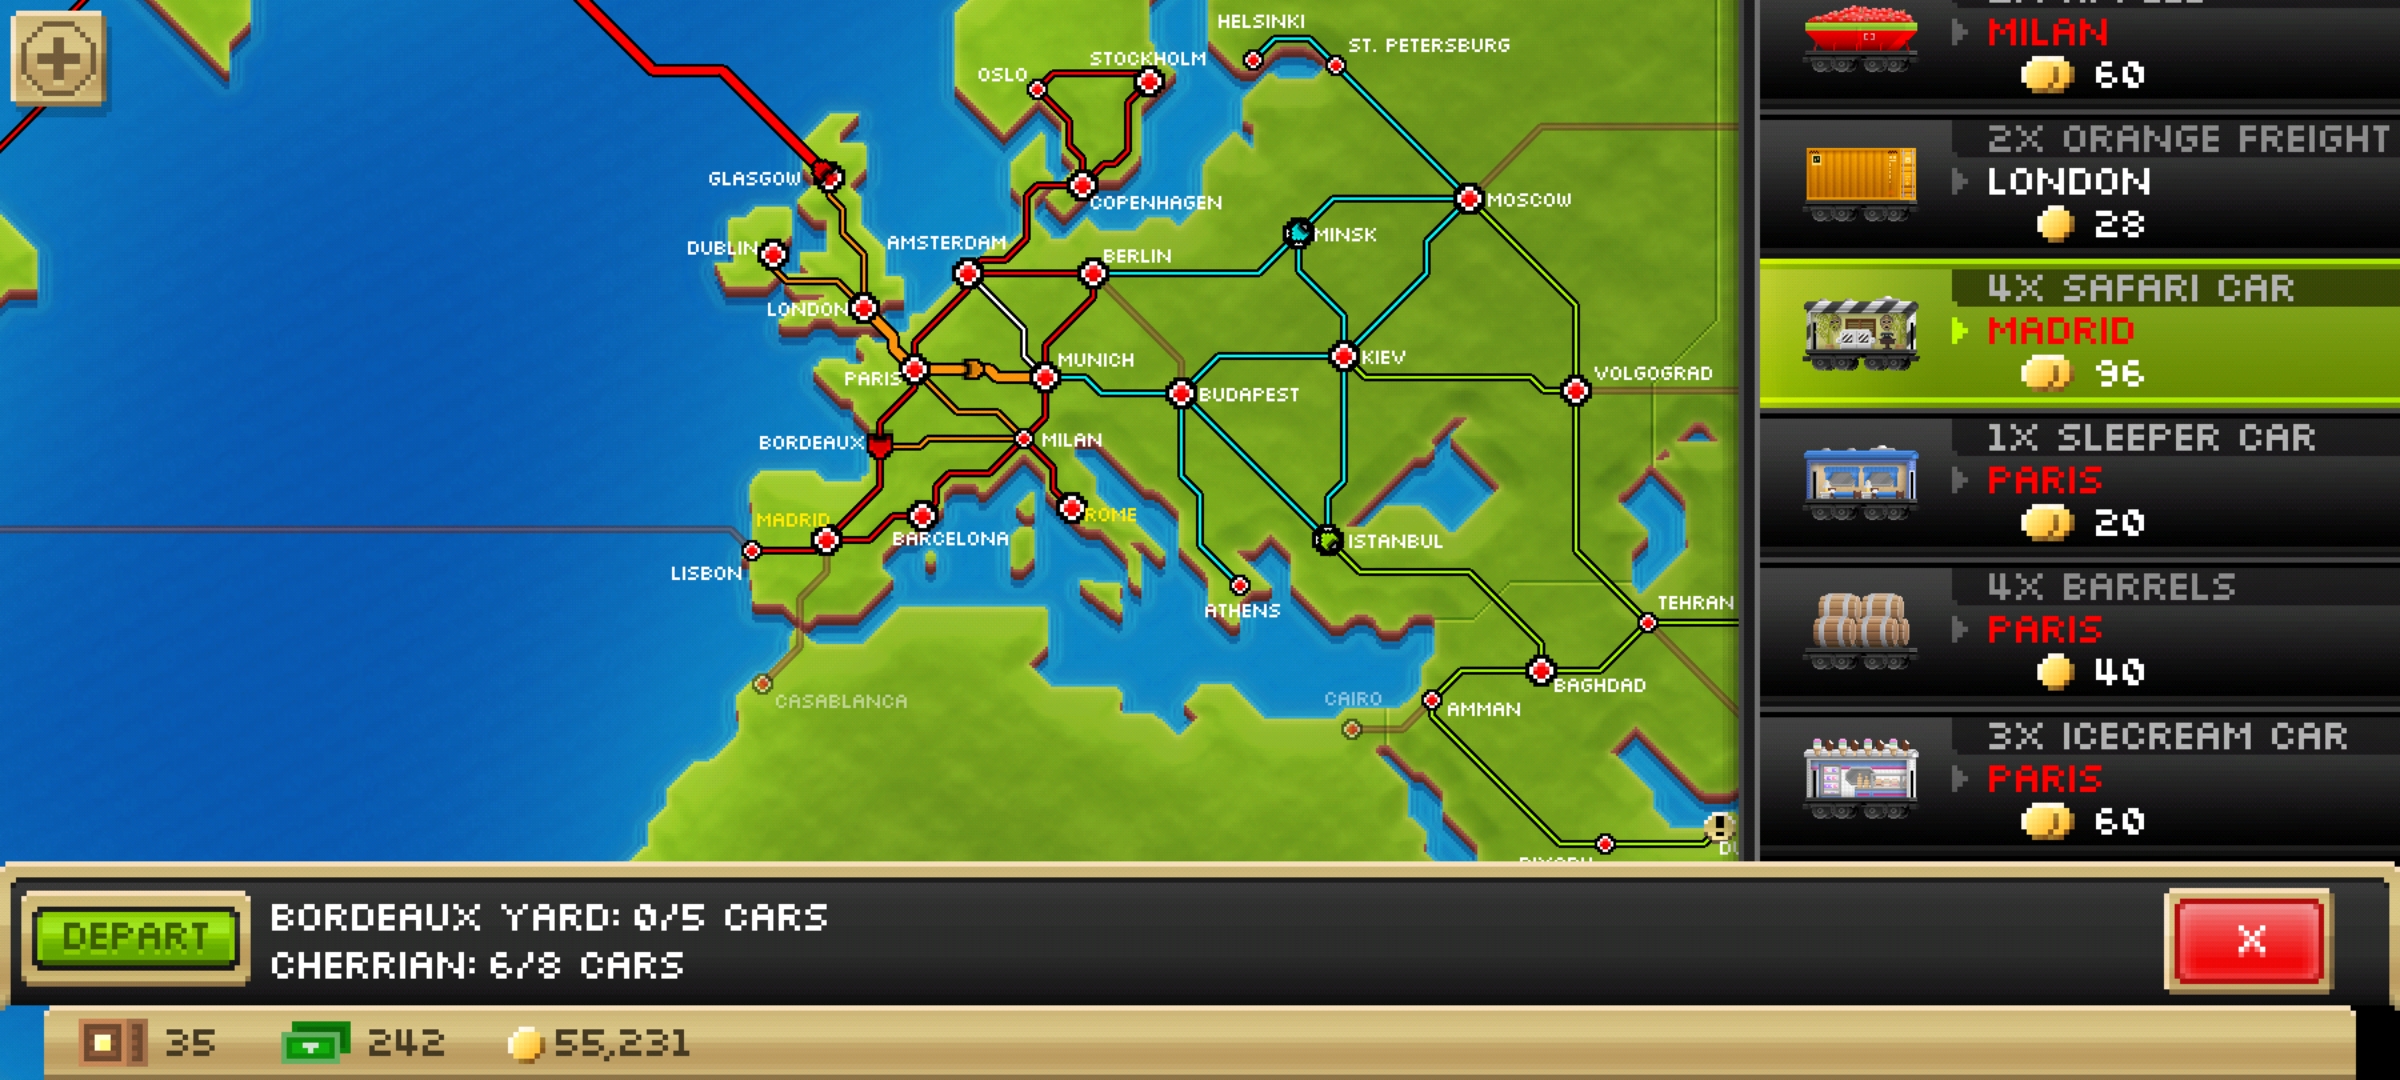 HELSINKI
ST. PETERSBURG
STOCKHOLM
OSLO
GLASGOW
COPENHAGEN
MOSCOW
MINSK
DUBLIN
AMSTERDAM
BERLIN
LONDON
PARIS
MUNICH
KIEV
BUDAPEST
VOLGOGRAD
BORDEAUX
MILAN
MADRID
ROME
BARCELONA
ISTANBUL
LISBON
ATHENS
TEHRAN
BAGHDAD
CASABLANCA
CAIRO
AMMAN
MILAN
60
2X ORANGE FREIGHT
LONDON
28
4X SAFARI CAR
MADRID
96
1X SLEEPER CAR
PARIS
20
4X BARRELS
PARIS
40
3X ICECREAM CAR
PARIS
60
DEPART
BORDEAUX YARD: 0/5 CARS
CHERRIAN: 6/8 CARS
X
35
242
55,231